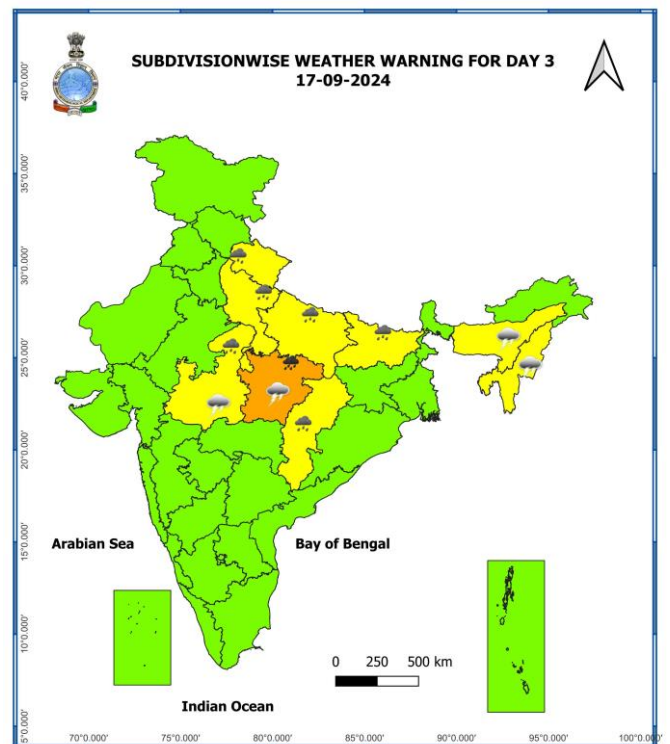 SUBDIVISIONWISE WEATHER WARNING FOR DAY 3
17-09-2024
40°0.000'
35°0.000'
30°0.000'
25°0.000'
20°0.000'
15°0.000'
10°0.000'
5°0.000'
Arabian Sea
Bay of Bengal
Indian Ocean
0 250 500 km
70°0.000' 75°0.000' 80°0.000' 85°0.000' 90°0.000' 95°0.000' 100°0.000'